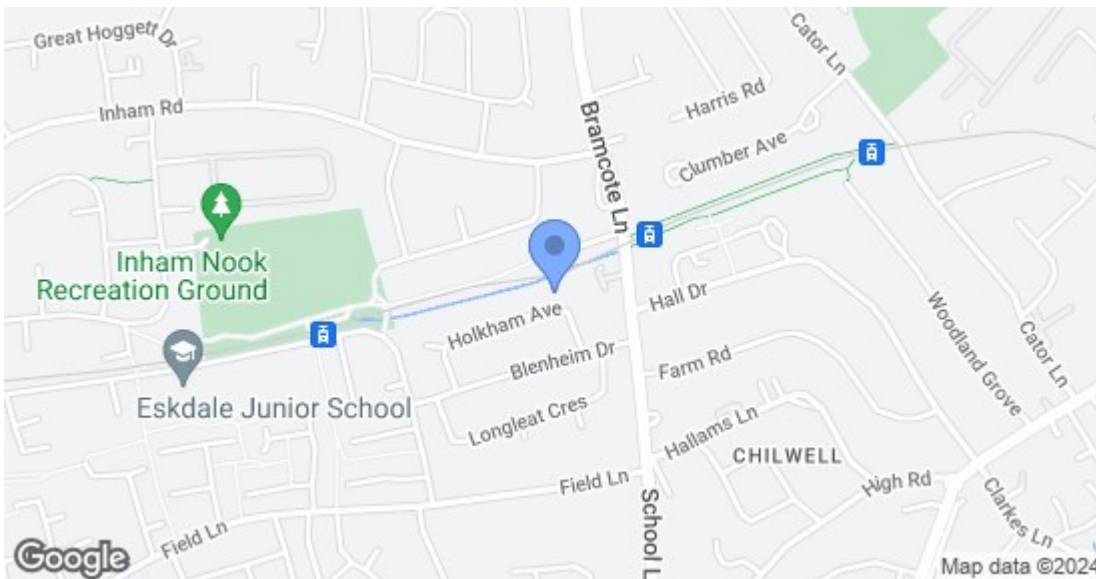 Great Hoggett Dr
Cator Ln
Inham Rd
Harris Rd
Bramcote Ln
Clumber Ave
Inham Nook
Recreation Ground
Hall Dr
Holkham Ave
Woodland Grove
Blenheim Dr
Farm Rd
Cator Ln
Eskdale Junior School
Longleat Cres
Hallams Ln
CHILWELL
Field Ln
High Rd
School L
Clarkes Ln
Field Ln
Google
Map data ©2024